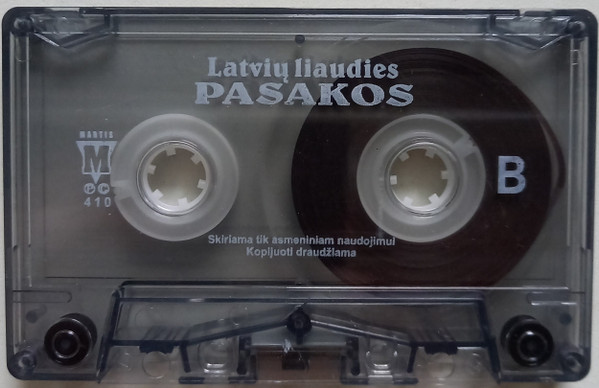 Latvių liaudies
PASAKOS
MARTIS
M
℗ ©
410
B
Skiriama tik asmeniniam naudojimui
Kopijuoti draudžiama